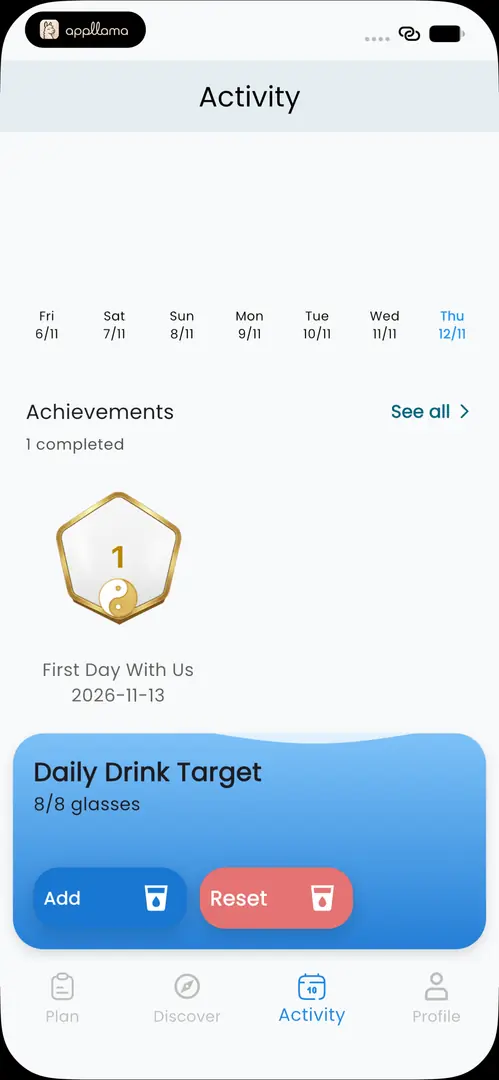 appllama
Activity
Fri Sat Sun Mon Tue Wed Thu
6/11 7/11 8/11 9/11 10/11 11/11 12/11
Achievements
See all
1 completed
1
First Day With Us
2026-11-13
Daily Drink Target
8/8 glasses
Add
Reset
10
Plan Discover Activity Profile